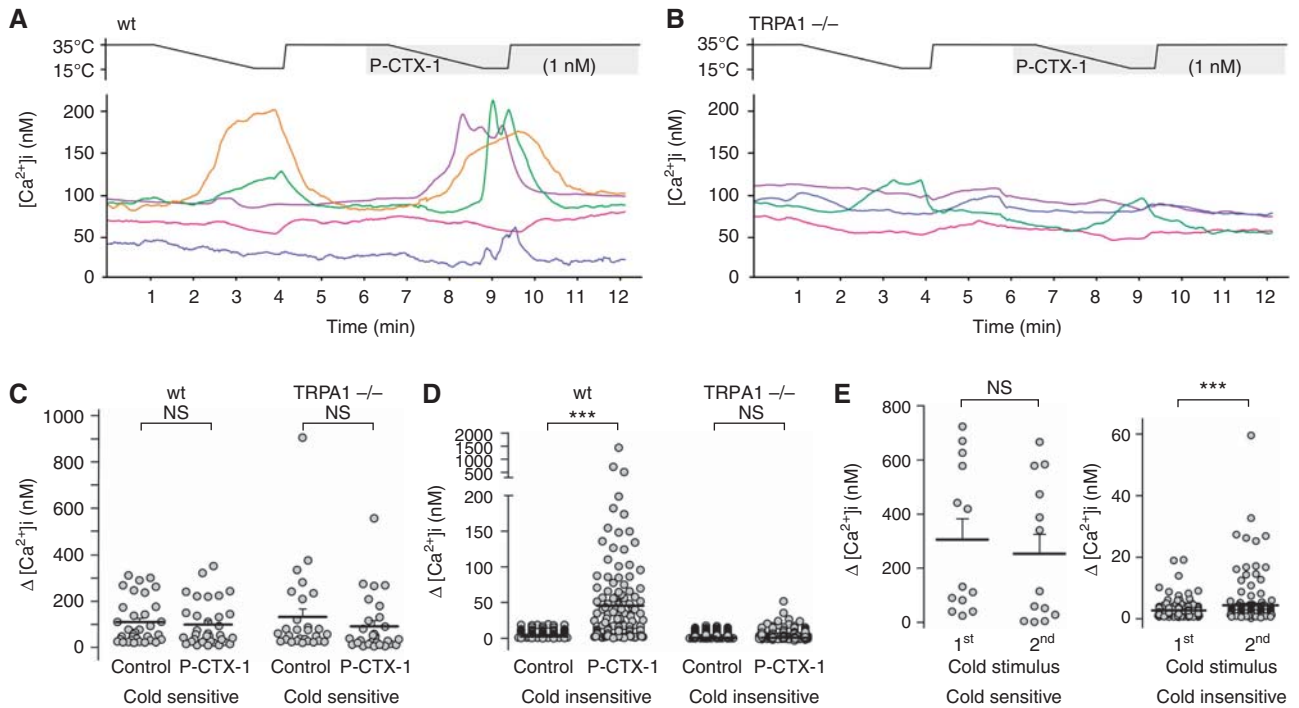 A
wt
35°C
15°C
P-CTX-1
(1 nM)
[Ca2+]i (nM)
200
150
100
50
0
1 2 3 4 5 6 7 8 9 10 11 12
Time (min)
B
TRPA1 –/–
35°C
15°C
P-CTX-1
(1 nM)
[Ca2+]i (nM)
200
150
100
50
0
1 2 3 4 5 6 7 8 9 10 11 12
Time (min)
C
wt
NS
TRPA1 –/–
NS
Δ [Ca2+]i (nM)
1000
800
600
400
200
0
Control P-CTX-1
Cold sensitive
Control P-CTX-1
Cold sensitive
D
wt
***
TRPA1 –/–
NS
Δ [Ca2+]i (nM)
2000
1500
1000
500
200
150
100
50
0
Control P-CTX-1
Cold insensitive
Control P-CTX-1
Cold insensitive
E
NS
Δ [Ca2+]i (nM)
800
600
400
200
0
1st 2nd
Cold stimulus
Cold sensitive
***
Δ [Ca2+]i (nM)
60
40
20
0
1st 2nd
Cold stimulus
Cold insensitive